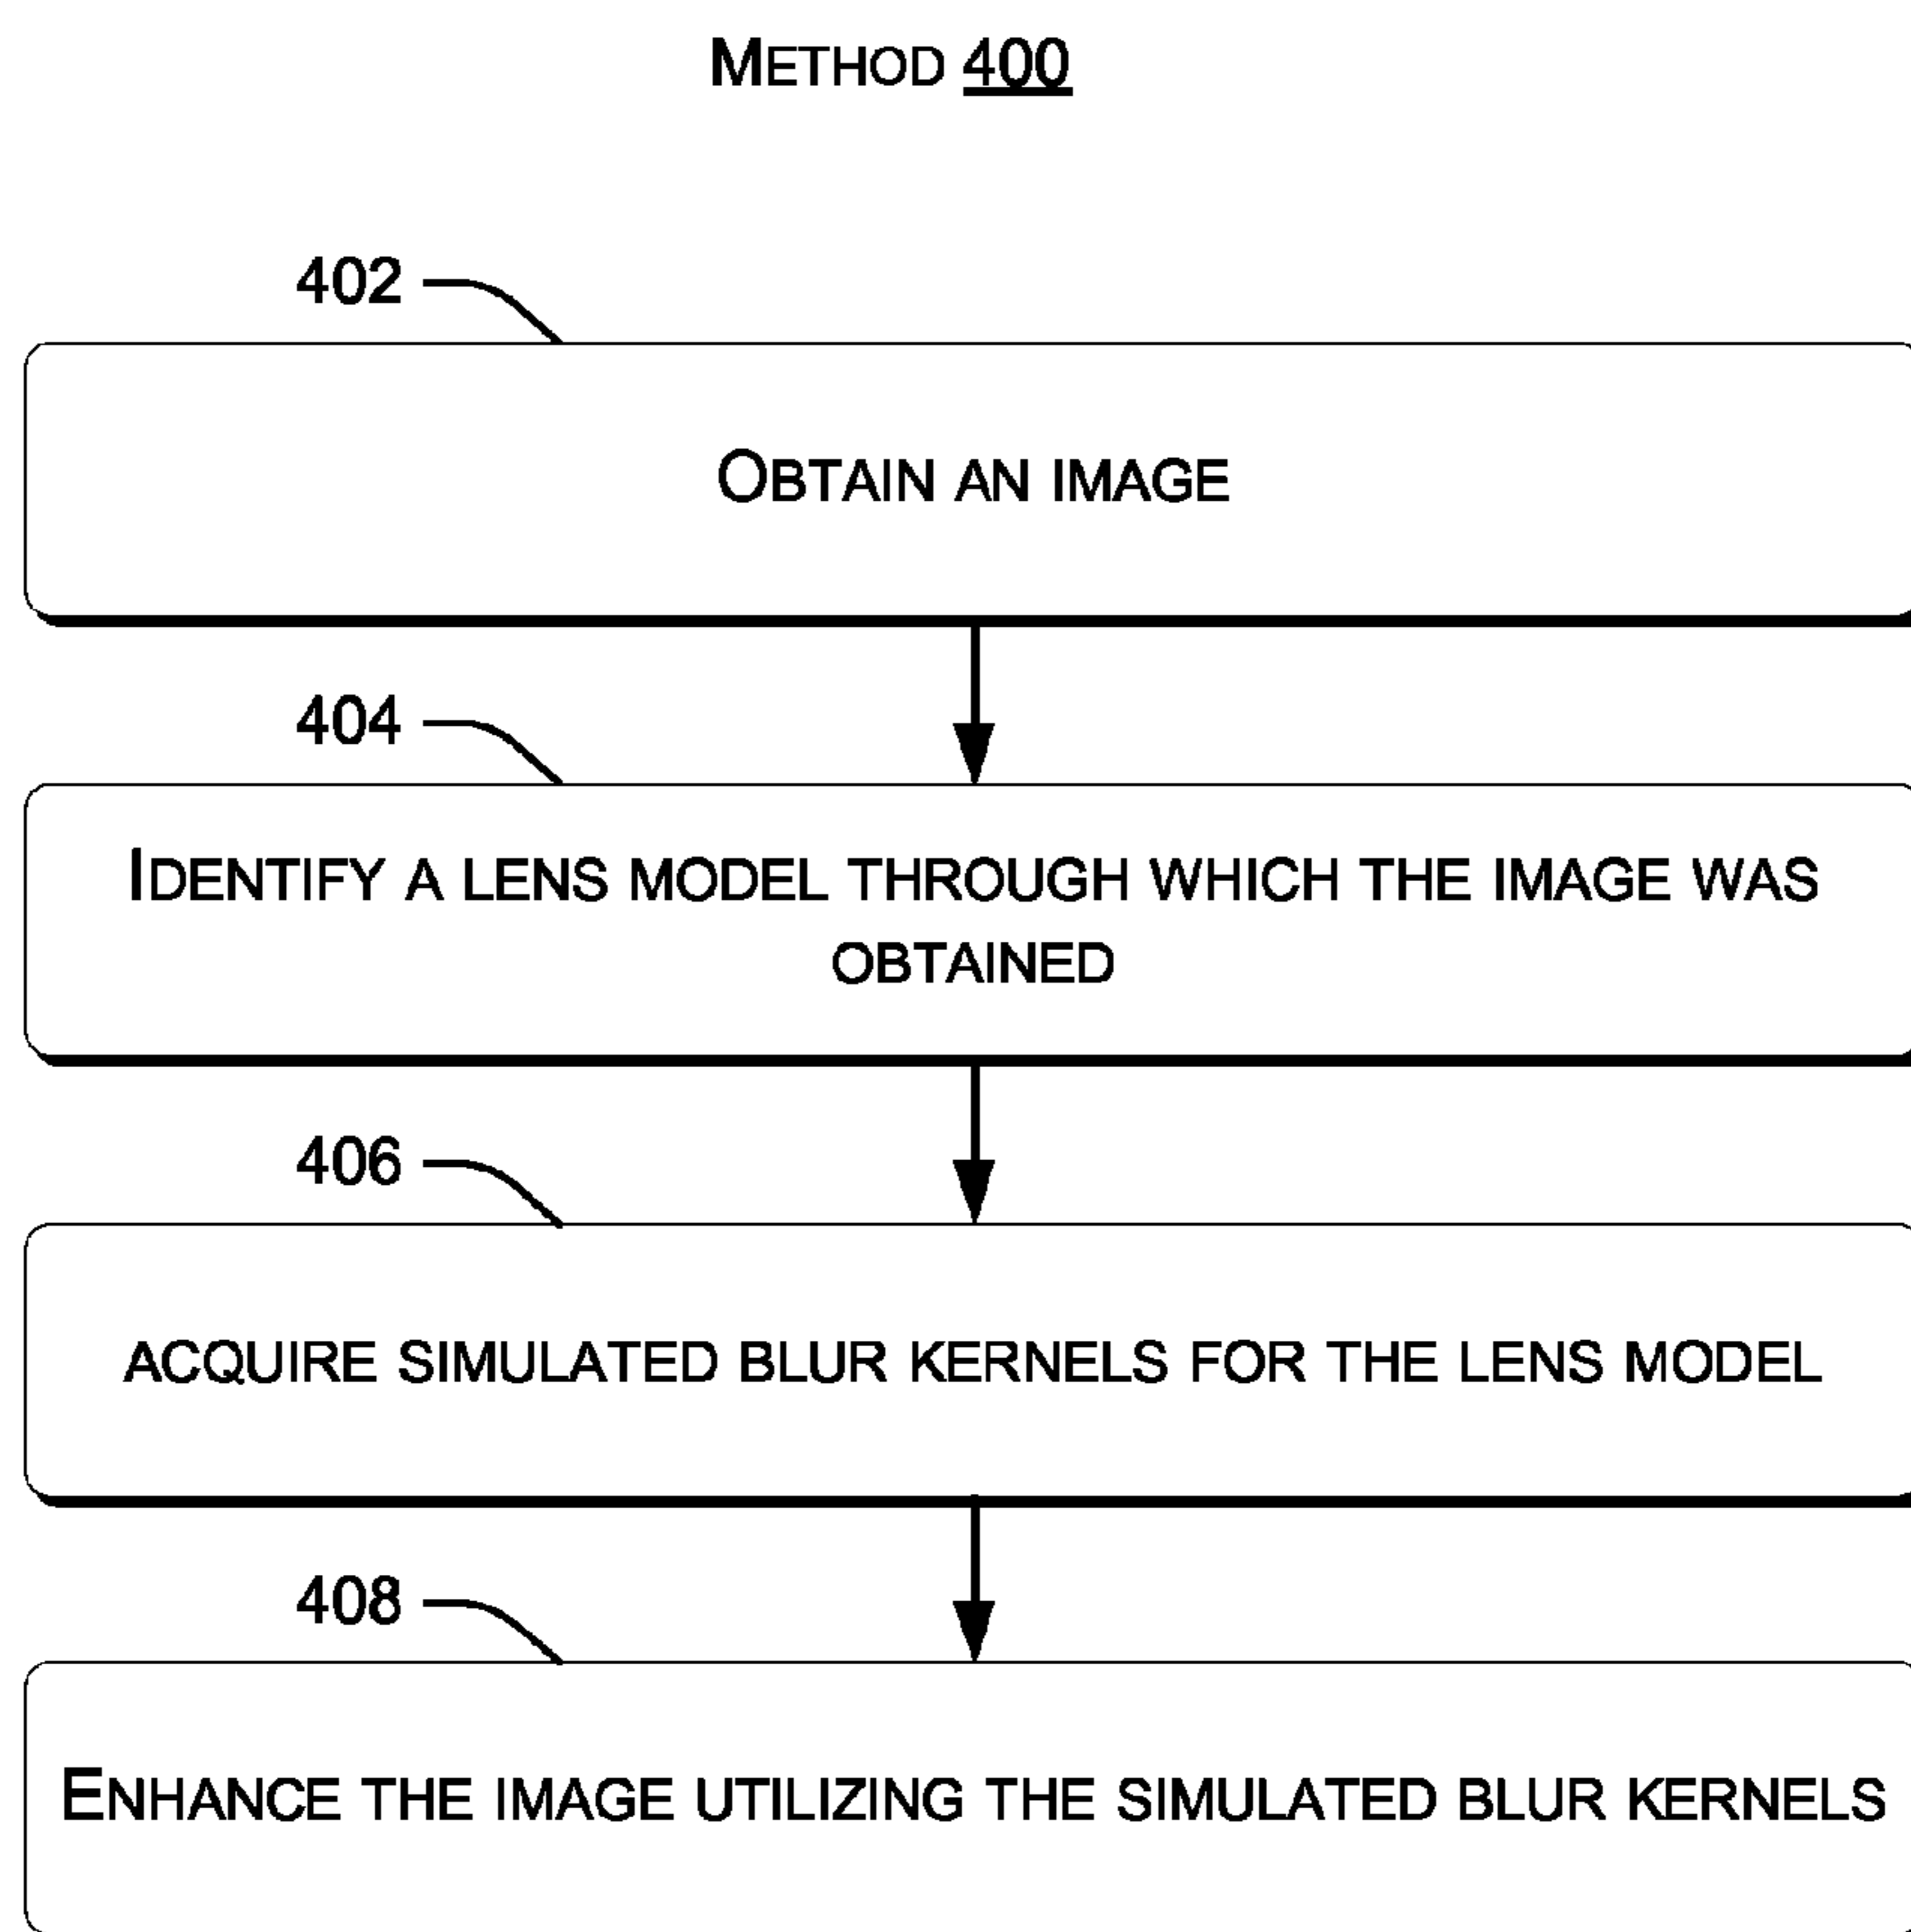 METHOD 400
402
OBTAIN AN IMAGE
404
IDENTIFY A LENS MODEL THROUGH WHICH THE IMAGE WAS
OBTAINED
406
ACQUIRE SIMULATED BLUR KERNELS FOR THE LENS MODEL
408
ENHANCE THE IMAGE UTILIZING THE SIMULATED BLUR KERNELS